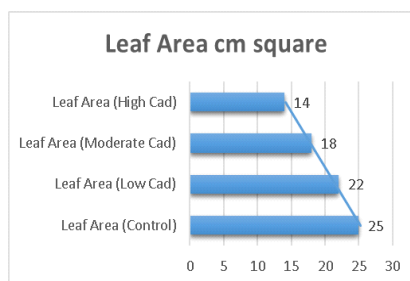 Leaf Area cm square
Leaf Area (High Cad) 14
Leaf Area (Moderate Cad) 18
Leaf Area (Low Cad) 22
Leaf Area (Control) 25
0 5 10 15 20 25 30